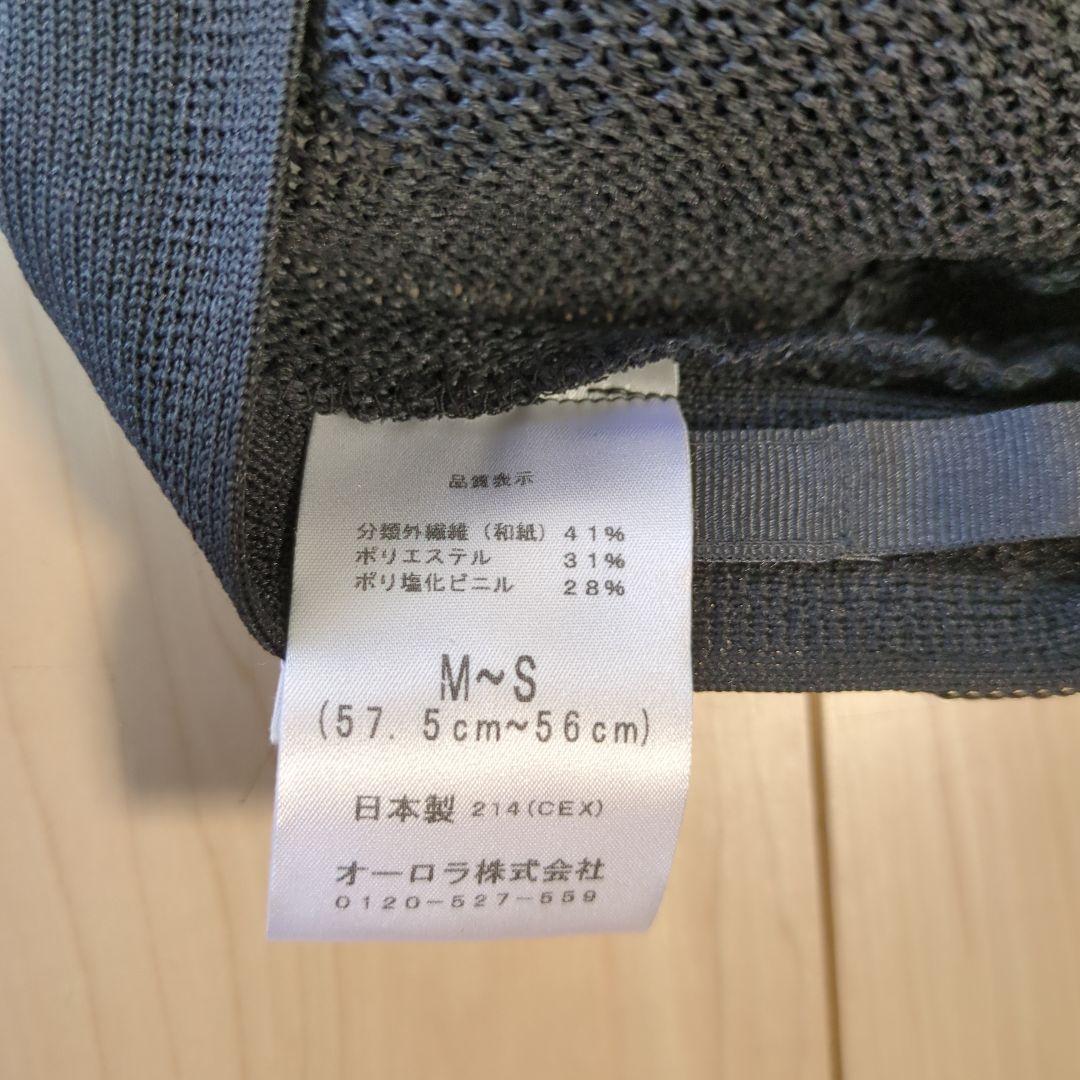 品質表示
分類外繊維（和紙）41%
ポリエステル 31%
ポリ塩化ビニル 28%
M~S
(57.5cm~56cm)
日本製 214(CEX)
オーロラ株式会社
0120-527-559